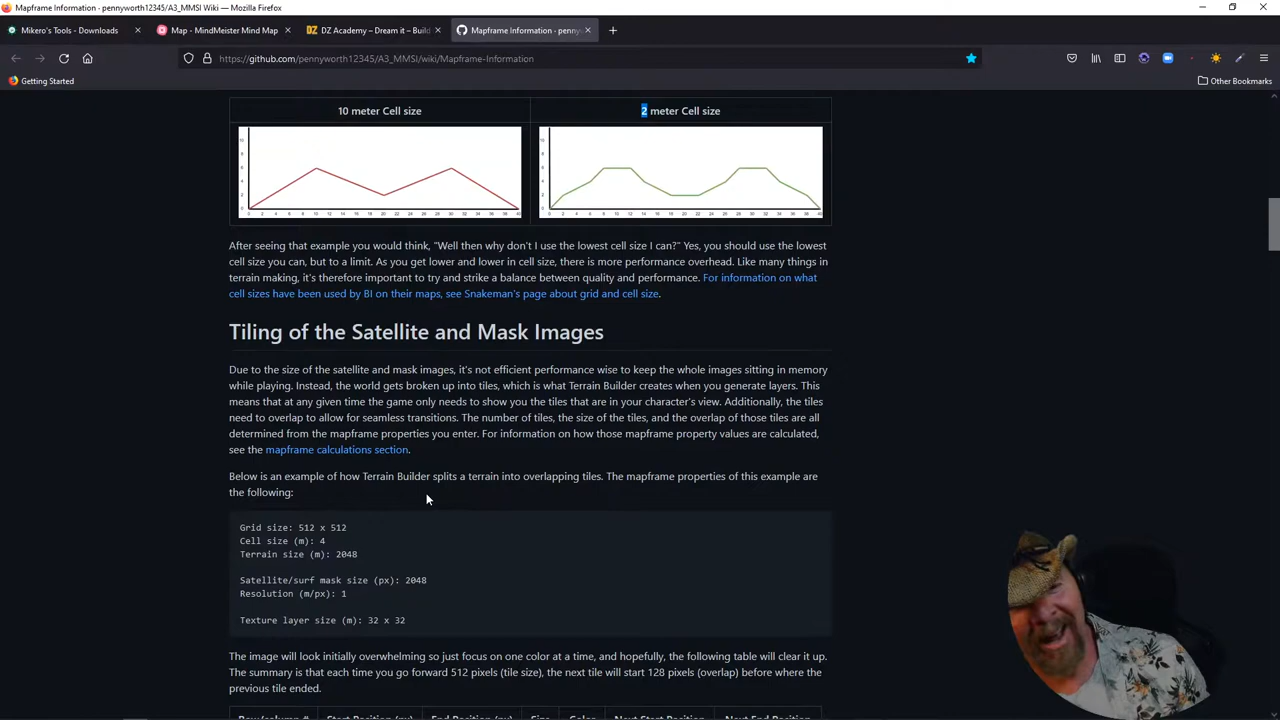 Mapframe Information · pennyworth12345/A3_MMSI Wiki — Mozilla Firefox
Mikero's Tools - Downloads
Map - MindMeister Mind Map
DZ Academy – Dream it – Build
Mapframe Information · pennyw
https://github.com/pennyworth12345/A3_MMSI/wiki/Mapframe-Information
Getting Started
Other Bookmarks
10 meter Cell size
2 meter Cell size
After seeing that example you would think, "Well then why don't I use the lowest cell size I can?" Yes, you should use the lowest
cell size you can, but to a limit. As you get lower and lower in cell size, there is more performance overhead. Like many things in
terrain making, it's therefore important to try and strike a balance between quality and performance. For information on what
cell sizes have been used by BI on their maps, see Snakeman's page about grid and cell size.
Tiling of the Satellite and Mask Images
Due to the size of the satellite and mask images, it's not efficient performance wise to keep the whole images sitting in memory
while playing. Instead, the world gets broken up into tiles, which is what Terrain Builder creates when you generate layers. This
means that at any given time the game only needs to show you the tiles that are in your character's view. Additionally, the tiles
need to overlap to allow for seamless transitions. The number of tiles, the size of the tiles, and the overlap of those tiles are all
determined from the mapframe properties you enter. For information on how those mapframe property values are calculated,
see the mapframe calculations section.
Below is an example of how Terrain Builder splits a terrain into overlapping tiles. The mapframe properties of this example are
the following:
Grid size: 512 x 512
Cell size (m): 4
Terrain size (m): 2048
Satellite/surf mask size (px): 2048
Resolution (m/px): 1
Texture layer size (m): 32 x 32
The image will look initially overwhelming so just focus on one color at a time, and hopefully, the following table will clear it up.
The summary is that each time you go forward 512 pixels (tile size), the next tile will start 128 pixels (overlap) before where the
previous tile ended.
Row/column # Start Position (px) End Position (px) Size Color Next Start Position Next End Position